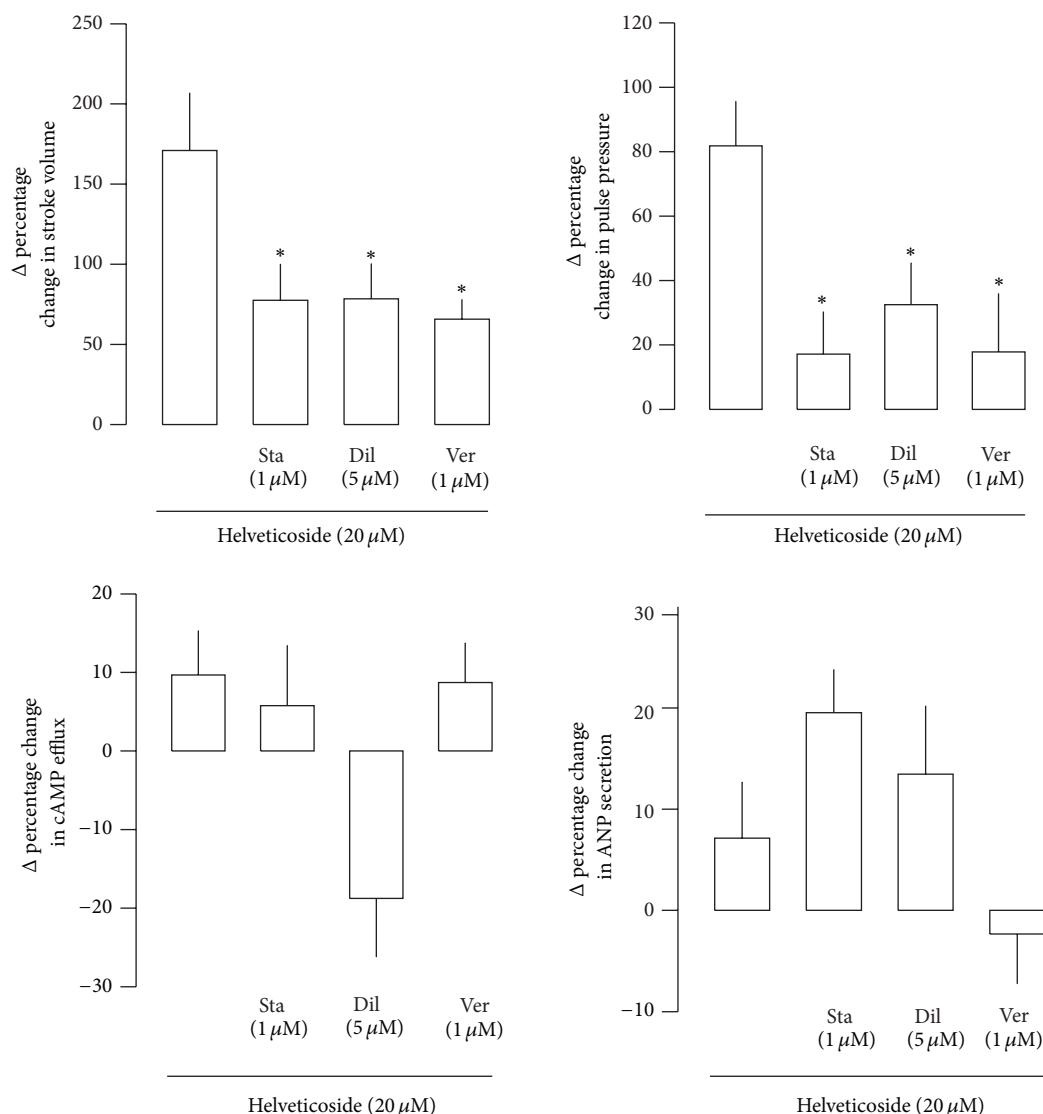 Δ percentage
change in stroke volume
250
200
150
100
50
0
*
*
*
Sta
(1 μM)
Dil
(5 μM)
Ver
(1 μM)
Helveticoside (20 μM)
Δ percentage
change in pulse pressure
120
100
80
60
40
20
0
*
*
*
Sta
(1 μM)
Dil
(5 μM)
Ver
(1 μM)
Helveticoside (20 μM)
Δ percentage change
in cAMP efflux
20
10
0
−10
−20
−30
Sta
(1 μM)
Dil
(5 μM)
Ver
(1 μM)
Helveticoside (20 μM)
Δ percentage change
in ANP secretion
30
20
10
0
−10
Sta
(1 μM)
Dil
(5 μM)
Ver
(1 μM)
Helveticoside (20 μM)